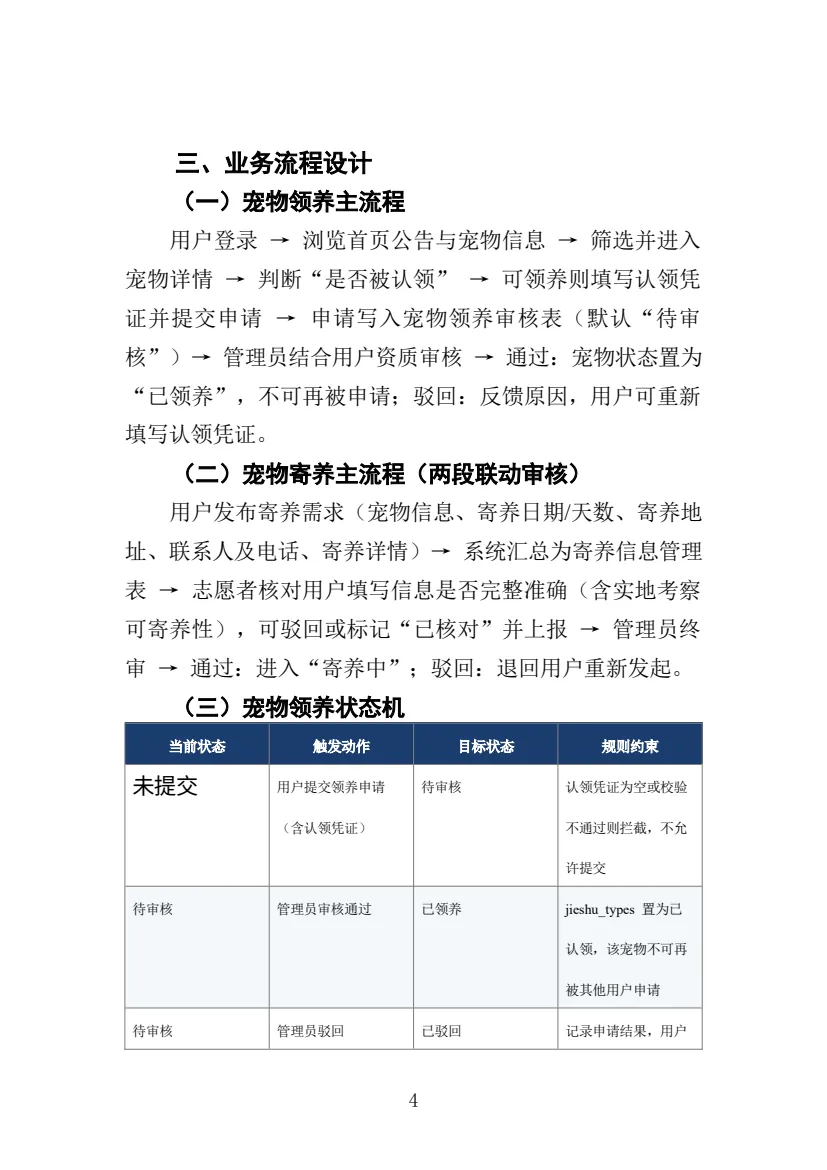 三、业务流程设计
（一）宠物领养主流程
用户登录 → 浏览首页公告与宠物信息 → 筛选并进入
宠物详情 → 判断“是否被认领” → 可领养则填写认领凭
证并提交申请 → 申请写入宠物领养审核表（默认“待审
核”）→ 管理员结合用户资质审核 → 通过：宠物状态置为
“已领养”，不可再被申请；驳回：反馈原因，用户可重新
填写认领凭证。
（二）宠物寄养主流程（两段联动审核）
用户发布寄养需求（宠物信息、寄养日期/天数、寄养地
址、联系人及电话、寄养详情）→ 系统汇总为寄养信息管理
表 → 志愿者核对用户填写信息是否完整准确（含实地考察
可寄养性），可驳回或标记“已核对”并上报 → 管理员终
审 → 通过：进入“寄养中”；驳回：退回用户重新发起。
（三）宠物领养状态机
当前状态 触发动作 目标状态 规则约束
未提交 用户提交领养申请 待审核 认领凭证为空或校验
（含认领凭证） 不通过则拦截，不允
许提交
待审核 管理员审核通过 已领养 jieshu_types 置为已
认领，该宠物不可再
被其他用户申请
待审核 管理员驳回 已驳回 记录申请结果，用户
4